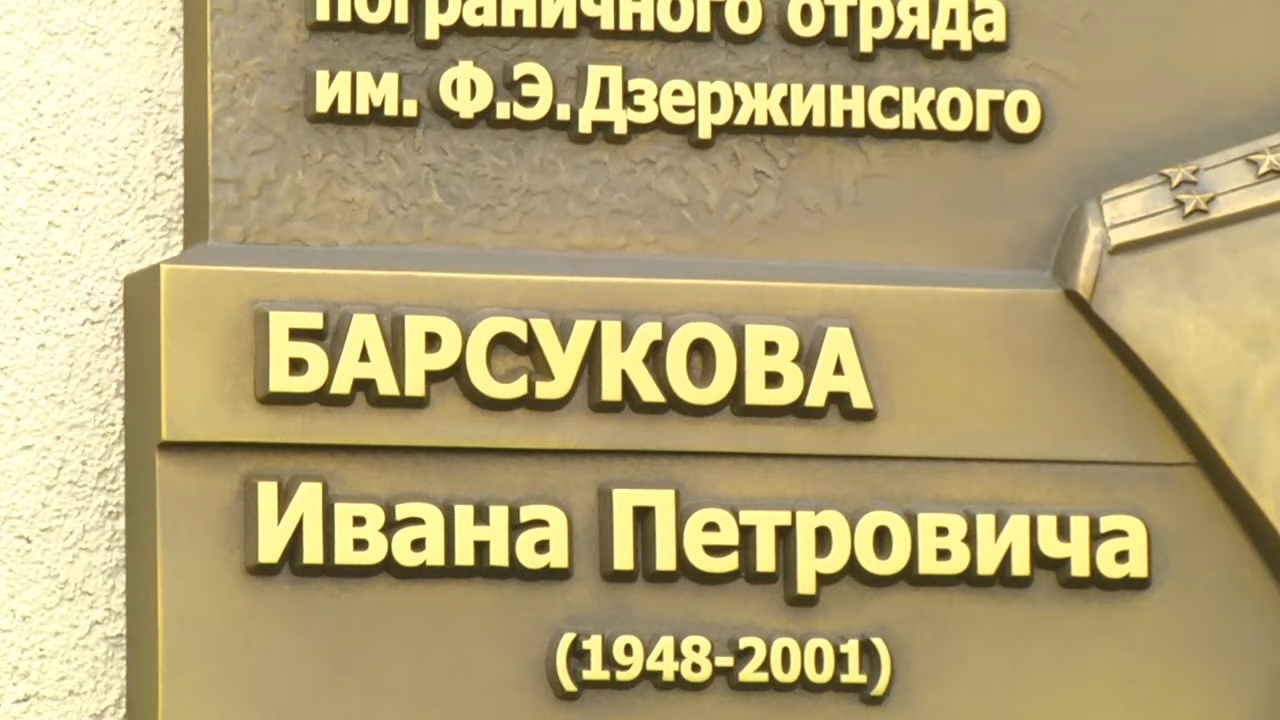 пограничного отряда
им. Ф.Э.Дзержинского
БАРСУКОВА
Ивана Петровича
(1948-2001)